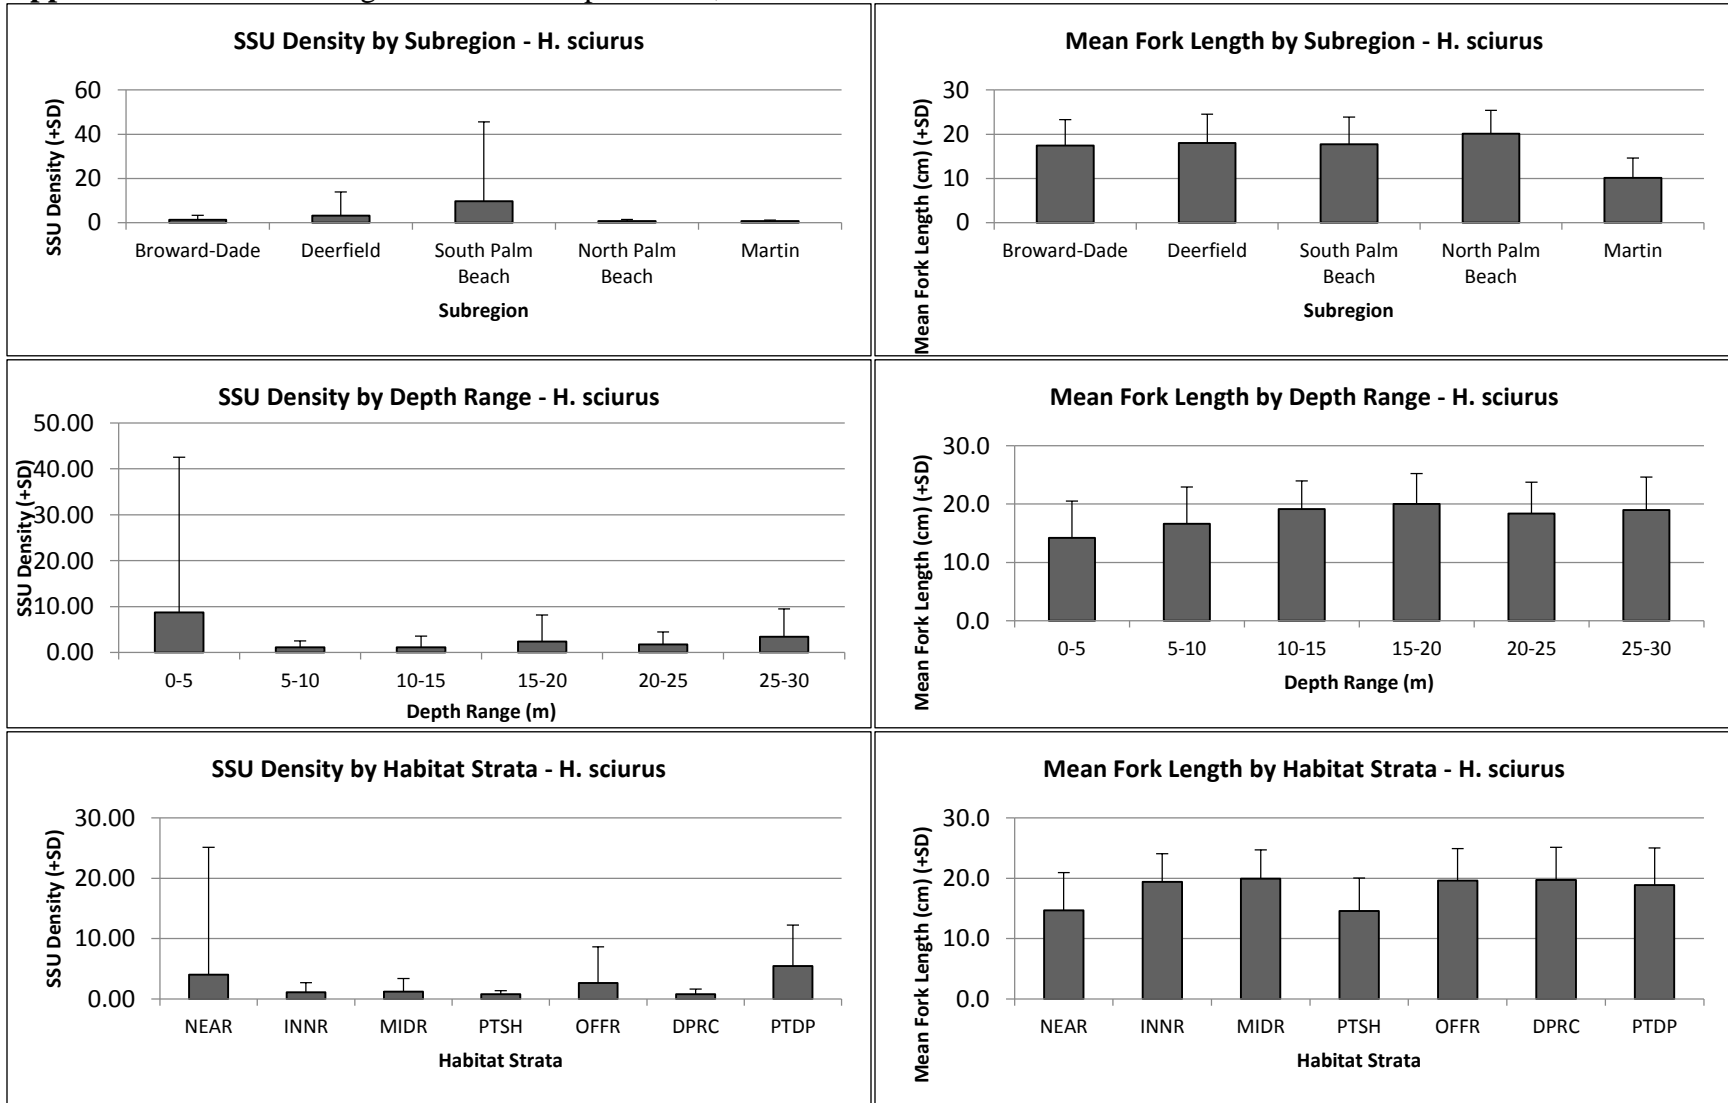 SSU Density by Subregion - H. sciurus
SSU Density (+SD)
60
40
20
0
Broward-Dade Deerfield South Palm Beach North Palm Beach Martin
Subregion
Mean Fork Length by Subregion - H. sciurus
Mean Fork Length (cm) (+SD)
30
20
10
0
Broward-Dade Deerfield South Palm Beach North Palm Beach Martin
Subregion
SSU Density by Depth Range - H. sciurus
SSU Density (+SD)
50.00
40.00
30.00
20.00
10.00
0.00
0-5 5-10 10-15 15-20 20-25 25-30
Depth Range (m)
Mean Fork Length by Depth Range - H. sciurus
Mean Fork Length (cm) (+SD)
30.0
20.0
10.0
0.0
0-5 5-10 10-15 15-20 20-25 25-30
Depth Range (m)
SSU Density by Habitat Strata - H. sciurus
SSU Density (+SD)
30.00
20.00
10.00
0.00
NEAR INNR MIDR PTSH OFFR DPRC PTDP
Habitat Strata
Mean Fork Length by Habitat Strata - H. sciurus
Mean Fork Length (cm) (+SD)
30.0
20.0
10.0
0.0
NEAR INNR MIDR PTSH OFFR DPRC PTDP
Habitat Strata